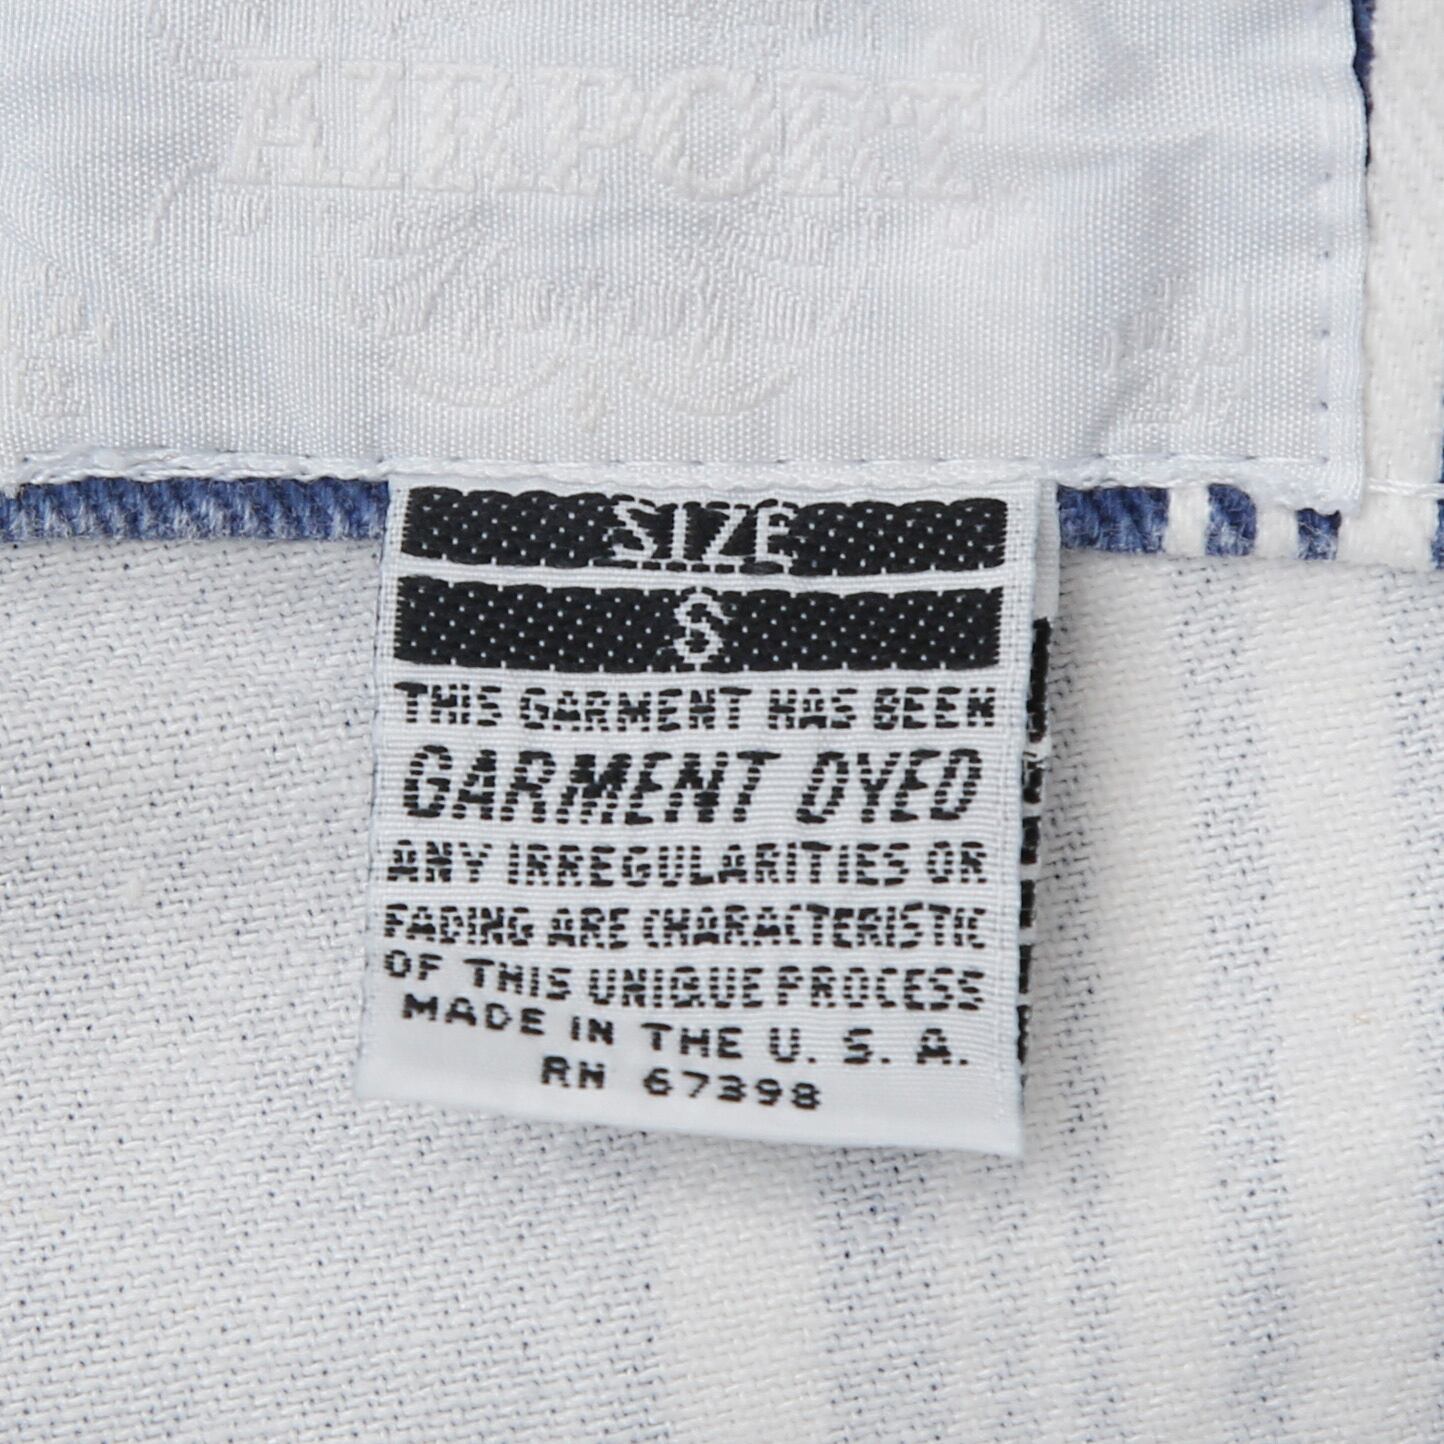 AIRPORT
SIZE
S
THIS GARMENT HAS BEEN
GARMENT DYED
ANY IRREGULARITIES OR
FADING ARE CHARACTERISTIC
OF THIS UNIQUE PROCESS
MADE IN THE U. S. A.
RN 67398